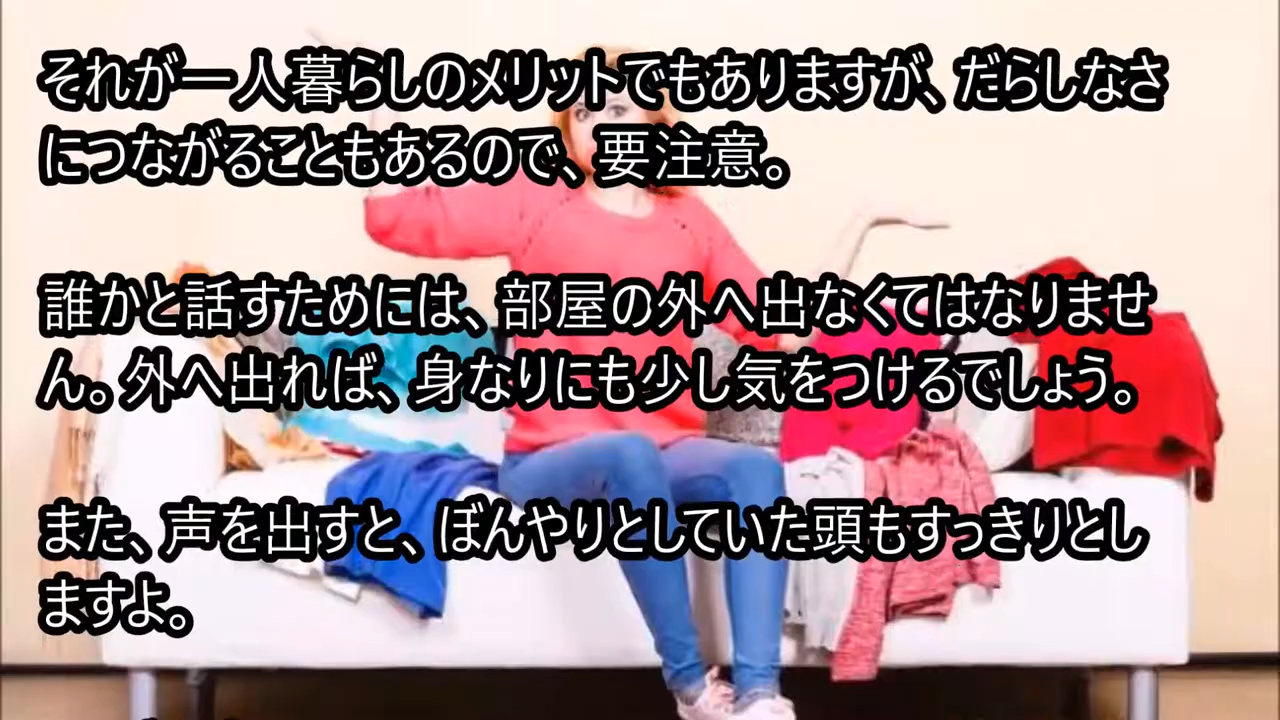 それが一人暮らしのメリットでもありますが、だらしなさ
につながることもあるので、要注意。
誰かと話すためには、部屋の外へ出なくてはなりませ
ん。外へ出れば、身なりにも少し気をつけるでしょう。
また、声を出すと、ぼんやりとしていた頭もすっきりとし
ますよ。